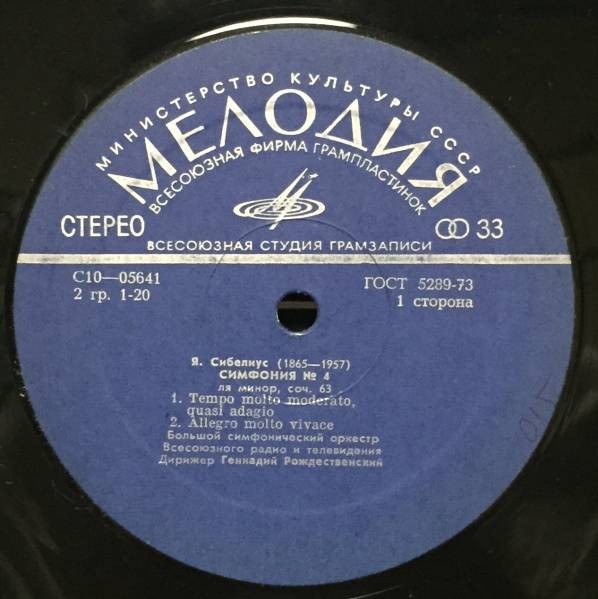 МИНИСТЕРСТВО КУЛЬТУРЫ СССР
МЕЛОДИЯ
ВСЕСОЮЗНАЯ ФИРМА ГРАМПЛАСТИНОК
СТЕРЕО
33
ВСЕСОЮЗНАЯ СТУДИЯ ГРАМЗАПИСИ
С10—05641
ГОСТ 5289-73
2 гр. 1-20
1 сторона
Я. Сибелиус (1865—1957)
СИМФОНИЯ № 4
ля минор, соч. 63
1. Tempo molto moderato,
quasi adagio
2. Allegro molto vivace
Большой симфонический оркестр
Всесоюзного радио и телевидения
Дирижер Геннадий Рождественский